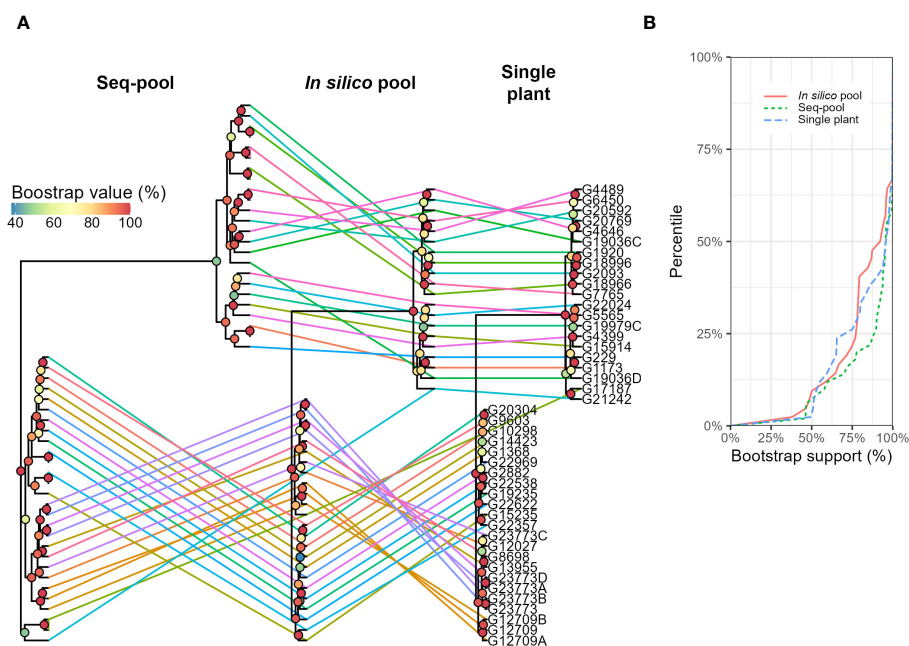 A
B
Seq-pool
In silico pool
Single
plant
Boostrap value (%)
40 60 80 100
G4489
G6450
G20592
G20769
G4646
G19036C
G1920
G18996
G2093
G18966
G7765
G22024
G5565
G19979C
G4399
G15914
G229
G1173
G19036D
G17187
G21242
G20304
G9603
G10298
G14423
G1368
G22969
G2882
G22538
G19235
G22822
G15235
G22357
G23773C
G12027
G8698
G13955
G23773D
G23773A
G23773B
G23773
G12709B
G12709
G12709A
100%
75%
50%
25%
0%
Percentile
In silico pool
Seq-pool
Single plant
0% 25% 50% 75% 100%
Bootstrap support (%)